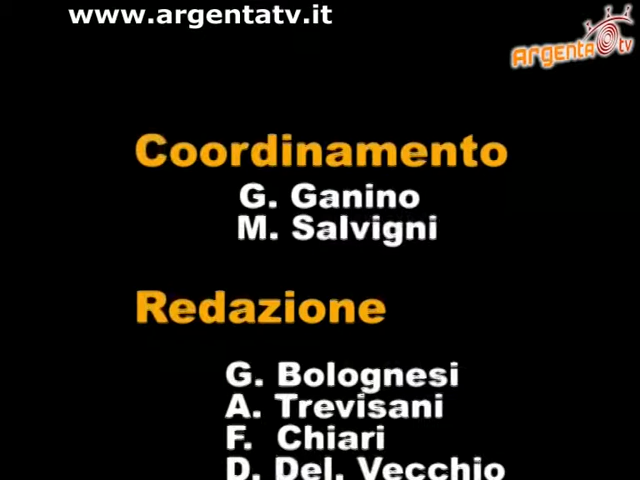 www.argentatv.it
Argenta tv
Coordinamento
G. Ganino
M. Salvigni
Redazione
G. Bolognesi
A. Trevisani
F. Chiari
D. Del. Vecchio